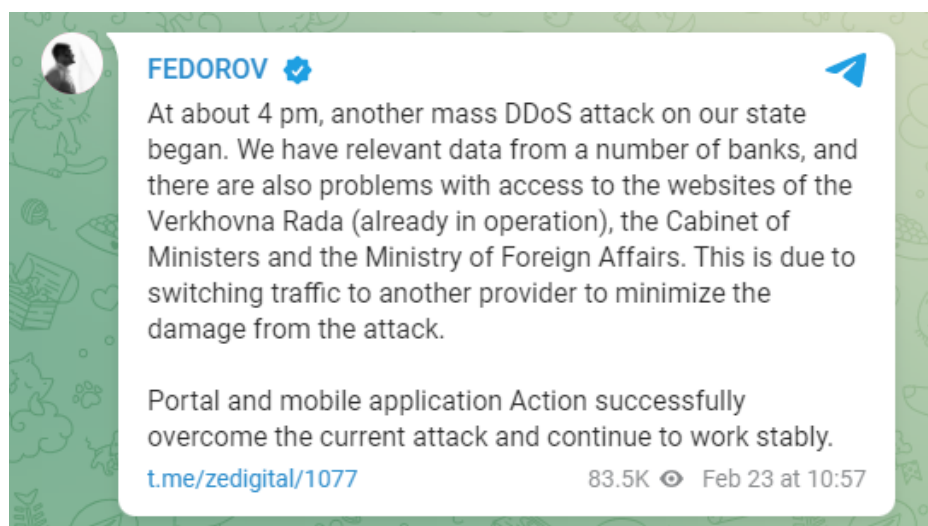 FEDOROV
At about 4 pm, another mass DDoS attack on our state
began. We have relevant data from a number of banks, and
there are also problems with access to the websites of the
Verkhovna Rada (already in operation), the Cabinet of
Ministers and the Ministry of Foreign Affairs. This is due to
switching traffic to another provider to minimize the
damage from the attack.
Portal and mobile application Action successfully
overcome the current attack and continue to work stably.
t.me/zedigital/1077 83.5K Feb 23 at 10:57